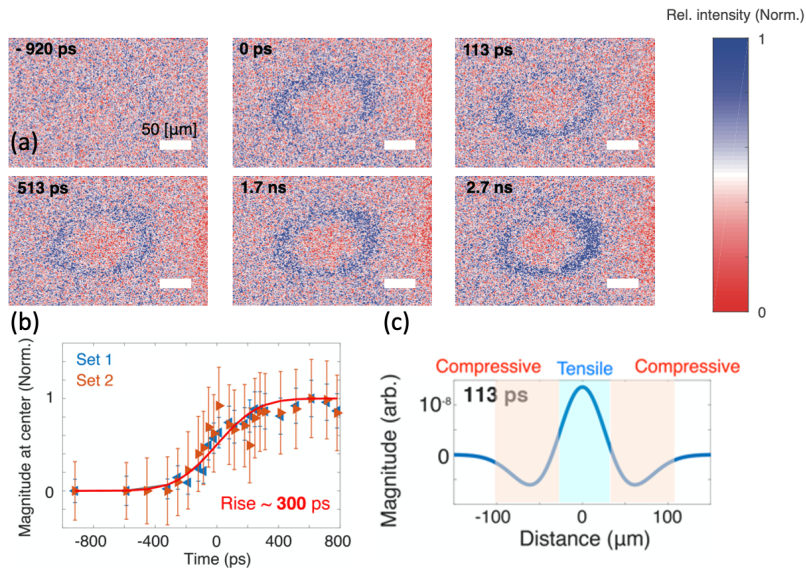 Rel. intensity (Norm.)
- 920 ps
0 ps
113 ps
1
50 [μm]
(a)
513 ps
1.7 ns
2.7 ns
0
(b)
(c)
Set 1
Set 2
Magnitude at center (Norm.)
1
0
Rise ~ 300 ps
-800
-400
0
400
800
Time (ps)
Compressive
Tensile
Compressive
113 ps
Magnitude (arb.)
10⁻⁸
0
-100
0
100
Distance (μm)